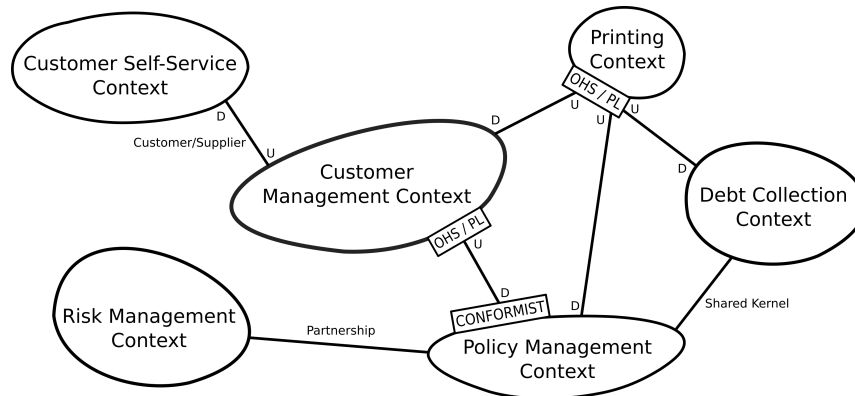 Customer Self-Service
Context
D
Customer/Supplier
U
Customer
Management Context
D
Printing
Context
OHS / PL
U
U
U
D
Debt Collection
Context
OHS / PL
U
D
CONFORMIST
D
Shared Kernel
Risk Management
Context
Partnership
Policy Management
Context